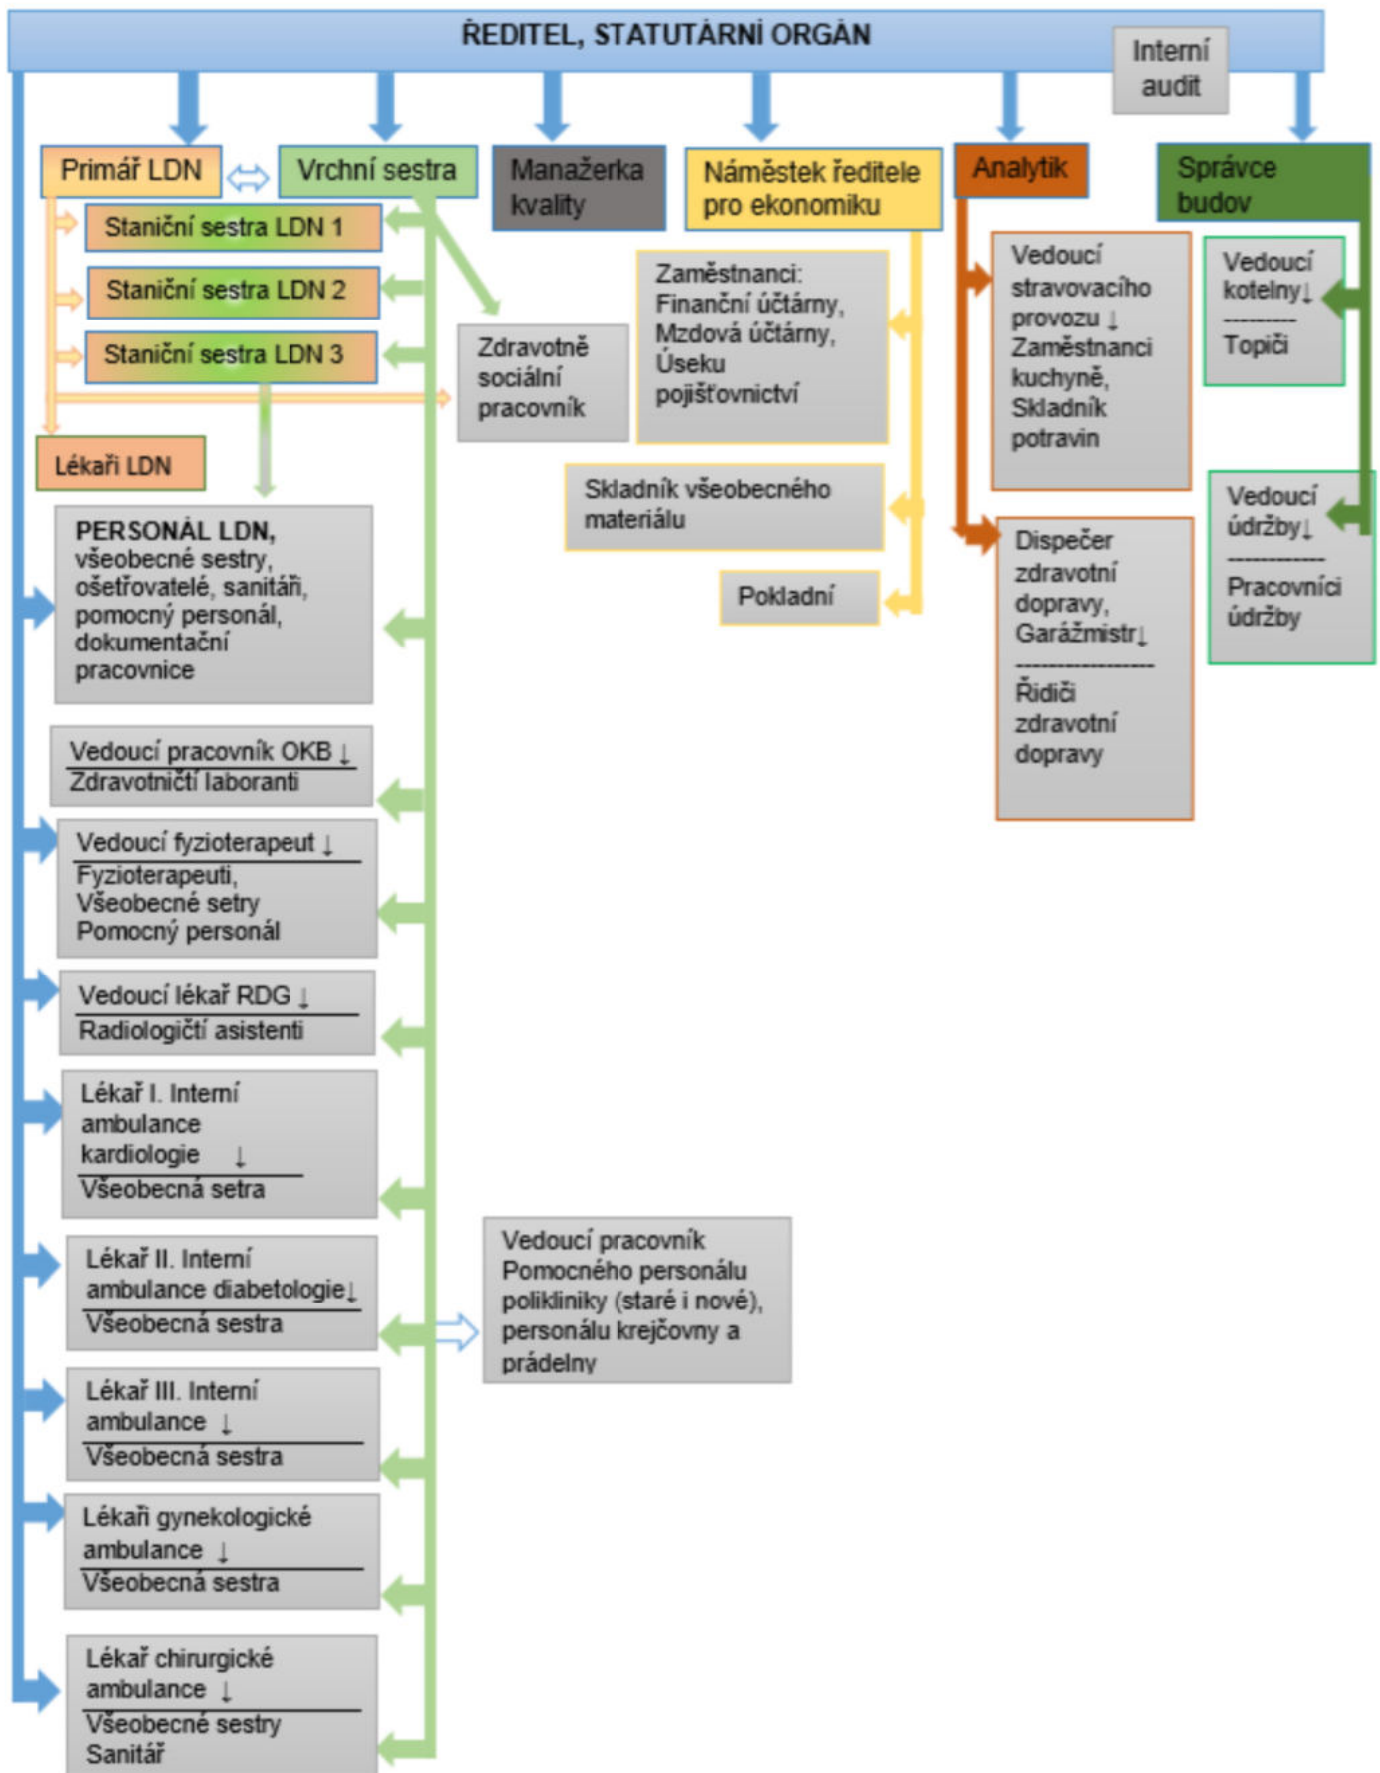 ŘEDITEL, STATUTÁRNÍ ORGÁN
Interní
audit
Primář LDN
Vrchní sestra
Manažerka
kvality
Náměstek ředitele
pro ekonomiku
Analytik
Správce
budov
Staniční sestra LDN 1
Staniční sestra LDN 2
Staniční sestra LDN 3
Lékaři LDN
Zdravotně
sociální
pracovník
Zaměstnanci:
Finanční účtárny,
Mzdová účtárny,
Úseku
pojišťovnictví
Skladník všeobecného
materiálu
Pokladní
Vedoucí
stravovacího
provozu ↓
Zaměstnanci
kuchyně,
Skladník
potravin
Dispečer
zdravotní
dopravy,
Garážmistr↓
------------------
Řidiči
zdravotní
dopravy
Vedoucí
kotelny↓
----------
Topiči
Vedoucí
údržby↓
-------------
Pracovníci
údržby
PERSONÁL LDN,
všeobecné sestry,
ošetřovatelé, sanitáři,
pomocný personál,
dokumentační
pracovnice
Vedoucí pracovník OKB ↓
Zdravotničtí laboranti
Vedoucí fyzioterapeut ↓
Fyzioterapeuti,
Všeobecné setry
Pomocný personál
Vedoucí lékař RDG ↓
Radiologičtí asistenti
Lékař I. Interní
ambulance
kardiologie ↓
Všeobecná setra
Lékař II. Interní
ambulance diabetologie↓
Všeobecná sestra
Vedoucí pracovník
Pomocného personálu
polikliniky (staré i nové),
personálu krejčovny a
prádelny
Lékař III. Interní
ambulance ↓
Všeobecná sestra
Lékaři gynekologické
ambulance ↓
Všeobecná sestra
Lékař chirurgické
ambulance ↓
Všeobecné sestry
Sanitář